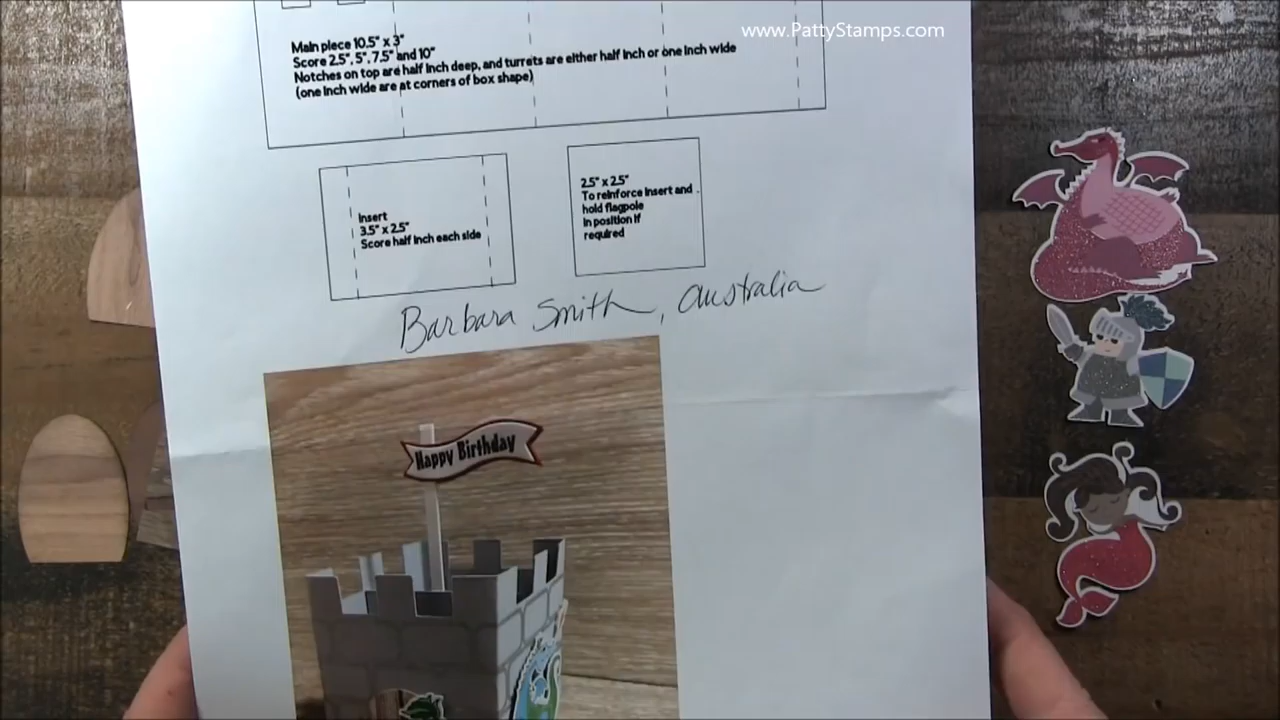 www.PattyStamps.com
Main piece 10.5" x 3"
Score 2.5", 5", 7.5" and 10"
Notches on top are half inch deep, and turrets are either half inch or one inch wide
(one inch wide are at corners of box shape)
Insert
3.5" x 2.5"
Score half inch each side
2.5" x 2.5"
To reinforce insert and
hold flagpole
in position if
required
Barbara Smith, Australia
Happy Birthday